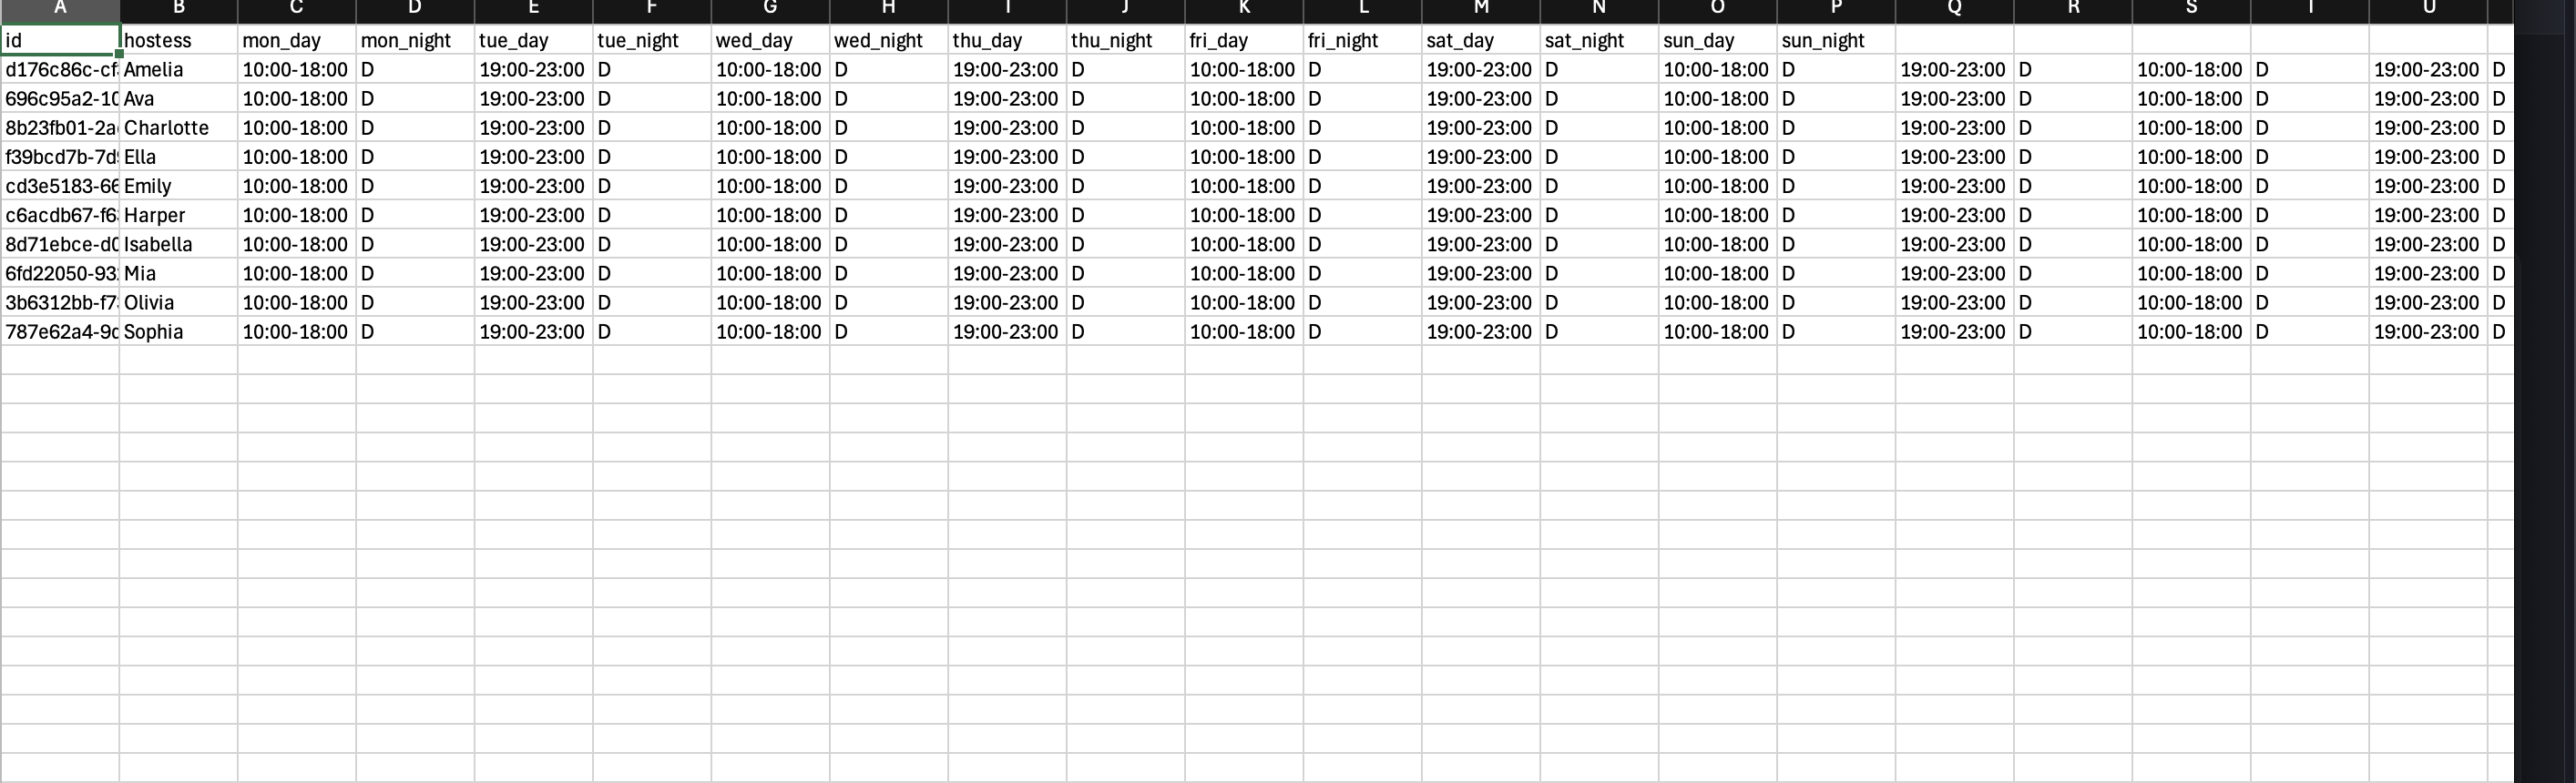 A B C D E F G H I J K L M N O P Q R S T U
id hostess mon_day mon_night tue_day tue_night wed_day wed_night thu_day thu_night fri_day fri_night sat_day sat_night sun_day sun_night
d176c86c-cf Amelia 10:00-18:00 D 19:00-23:00 D 10:00-18:00 D 19:00-23:00 D 10:00-18:00 D 19:00-23:00 D 10:00-18:00 D 19:00-23:00 D 10:00-18:00 D 19:00-23:00 D
696c95a2-10 Ava 10:00-18:00 D 19:00-23:00 D 10:00-18:00 D 19:00-23:00 D 10:00-18:00 D 19:00-23:00 D 10:00-18:00 D 19:00-23:00 D 10:00-18:00 D 19:00-23:00 D
8b23fb01-2a Charlotte 10:00-18:00 D 19:00-23:00 D 10:00-18:00 D 19:00-23:00 D 10:00-18:00 D 19:00-23:00 D 10:00-18:00 D 19:00-23:00 D 10:00-18:00 D 19:00-23:00 D
f39bcd7b-7d Ella 10:00-18:00 D 19:00-23:00 D 10:00-18:00 D 19:00-23:00 D 10:00-18:00 D 19:00-23:00 D 10:00-18:00 D 19:00-23:00 D 10:00-18:00 D 19:00-23:00 D
cd3e5183-66 Emily 10:00-18:00 D 19:00-23:00 D 10:00-18:00 D 19:00-23:00 D 10:00-18:00 D 19:00-23:00 D 10:00-18:00 D 19:00-23:00 D 10:00-18:00 D 19:00-23:00 D
c6acdb67-f6 Harper 10:00-18:00 D 19:00-23:00 D 10:00-18:00 D 19:00-23:00 D 10:00-18:00 D 19:00-23:00 D 10:00-18:00 D 19:00-23:00 D 10:00-18:00 D 19:00-23:00 D
8d71ebce-d0 Isabella 10:00-18:00 D 19:00-23:00 D 10:00-18:00 D 19:00-23:00 D 10:00-18:00 D 19:00-23:00 D 10:00-18:00 D 19:00-23:00 D 10:00-18:00 D 19:00-23:00 D
6fd22050-93 Mia 10:00-18:00 D 19:00-23:00 D 10:00-18:00 D 19:00-23:00 D 10:00-18:00 D 19:00-23:00 D 10:00-18:00 D 19:00-23:00 D 10:00-18:00 D 19:00-23:00 D
3b6312bb-f7 Olivia 10:00-18:00 D 19:00-23:00 D 10:00-18:00 D 19:00-23:00 D 10:00-18:00 D 19:00-23:00 D 10:00-18:00 D 19:00-23:00 D 10:00-18:00 D 19:00-23:00 D
787e62a4-9c Sophia 10:00-18:00 D 19:00-23:00 D 10:00-18:00 D 19:00-23:00 D 10:00-18:00 D 19:00-23:00 D 10:00-18:00 D 19:00-23:00 D 10:00-18:00 D 19:00-23:00 D